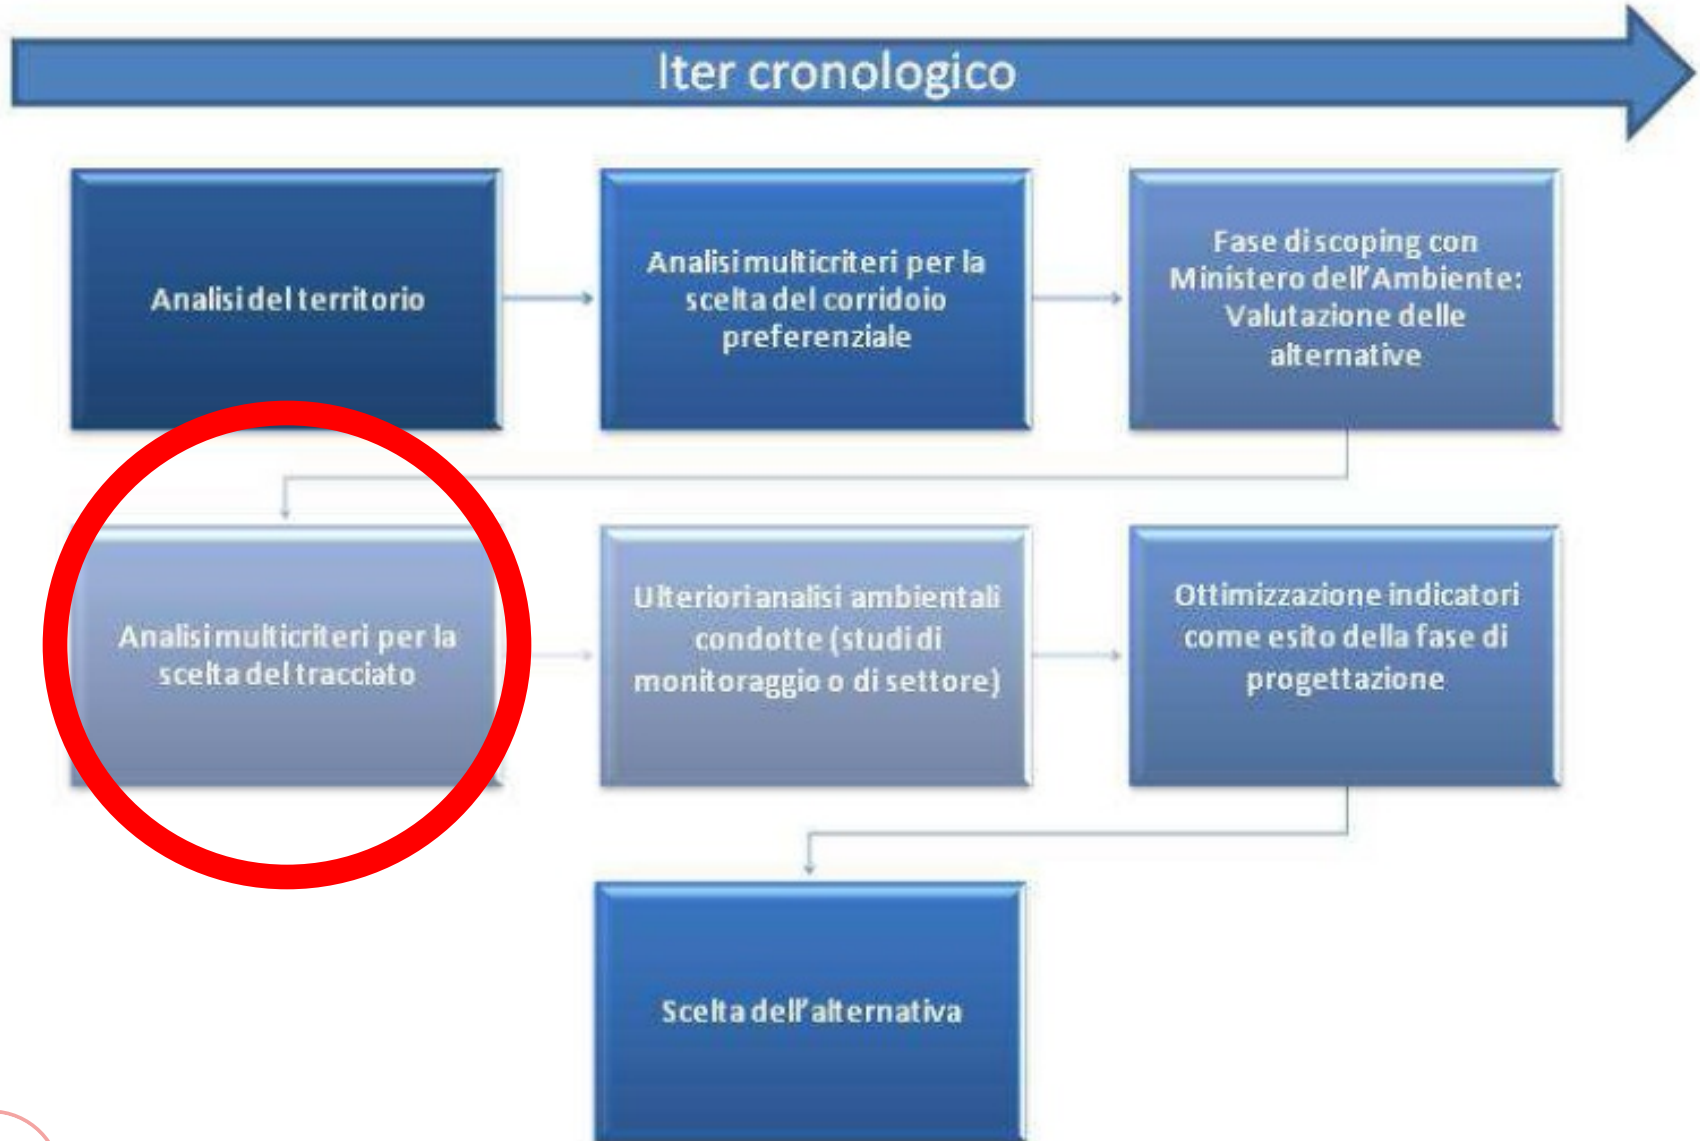 Iter cronologico
Analisi del territorio
Analisi multicriteri per la
scelta del corridoio
preferenziale
Fase di scoping con
Ministero dell'Ambiente:
Valutazione delle
alternative
Analisi multicriteri per la
scelta del tracciato
Ulteriori analisi ambientali
condotte (studi di
monitoraggio o di settore)
Ottimizzazione indicatori
come esito della fase di
progettazione
Scelta dell'alternativa